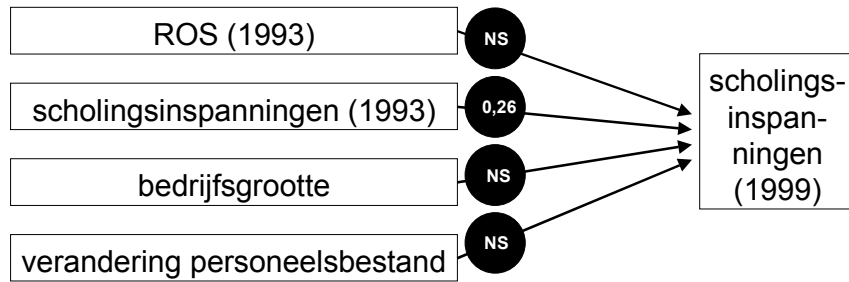 ROS (1993)
NS
scholingsinspanningen (1993)
0,26
bedrijfsgrootte
NS
verandering personeelsbestand
NS
scholings-
inspan-
ningen
(1999)